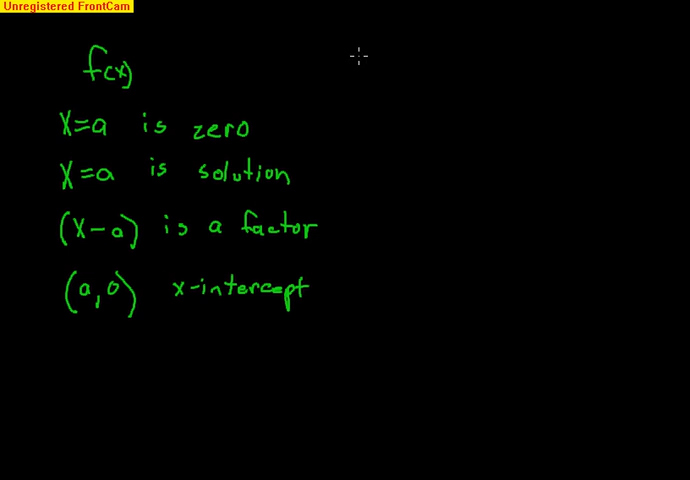 Unregistered FrontCam
f(x)
x=a is zero
x=a is solution
(x-a) is a factor
(a,0) x-intercept